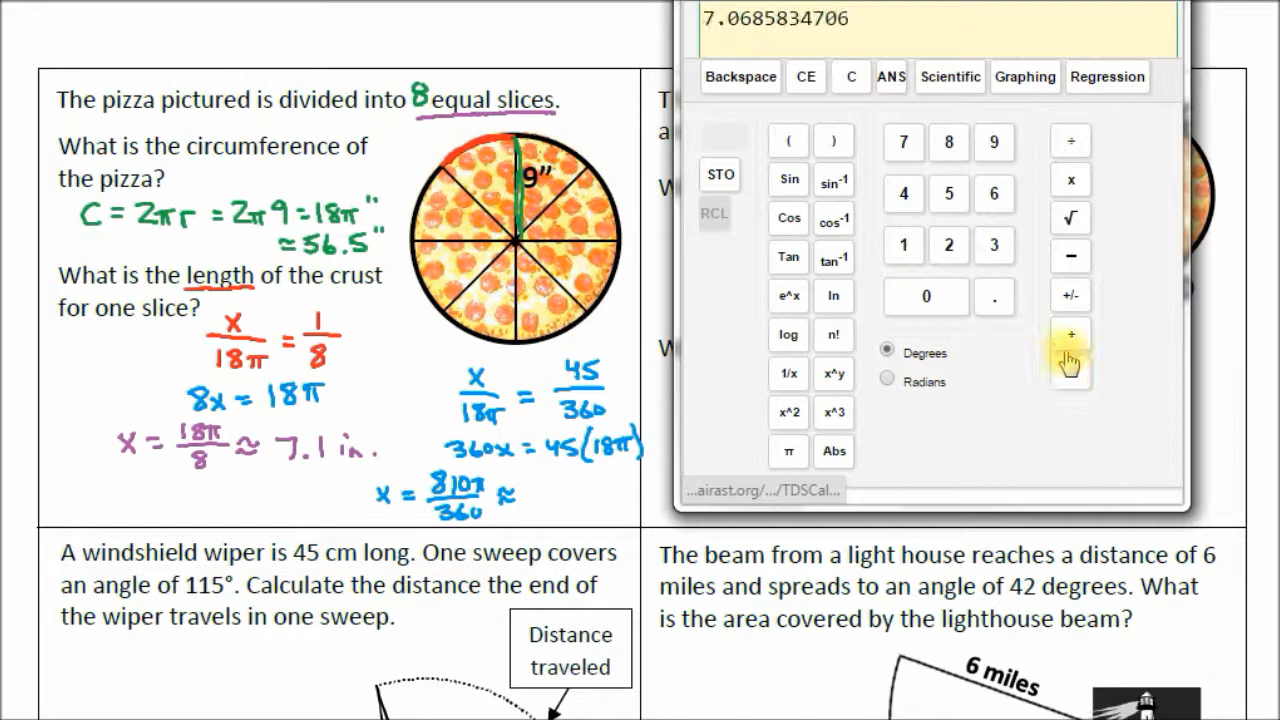 The pizza pictured is divided into 8 equal slices.
What is the circumference of
the pizza?
C = 2πr = 2π9 = 18π"
≈ 56.5"
What is the length of the crust
for one slice?
9”
x/18π = 1/8
8x = 18π
x = 18π/8 ≈ 7.1 in.
x/18π = 45/360
360x = 45(18π)
x = 810π/360 ≈
7.0685834706
Backspace CE C ANS Scientific Graphing Regression
( ) 7 8 9 ÷
STO Sin sin⁻¹ 4 5 6 x
RCL Cos cos⁻¹ √
Tan tan⁻¹ 1 2 3 −
e^x ln 0 . +/-
log n! +
Degrees
1/x x^y Radians
x^2 x^3
π Abs
...airast.org/.../TDSCal...
A windshield wiper is 45 cm long. One sweep covers
an angle of 115°. Calculate the distance the end of
the wiper travels in one sweep.
Distance
traveled
The beam from a light house reaches a distance of 6
miles and spreads to an angle of 42 degrees. What
is the area covered by the lighthouse beam?
6 miles